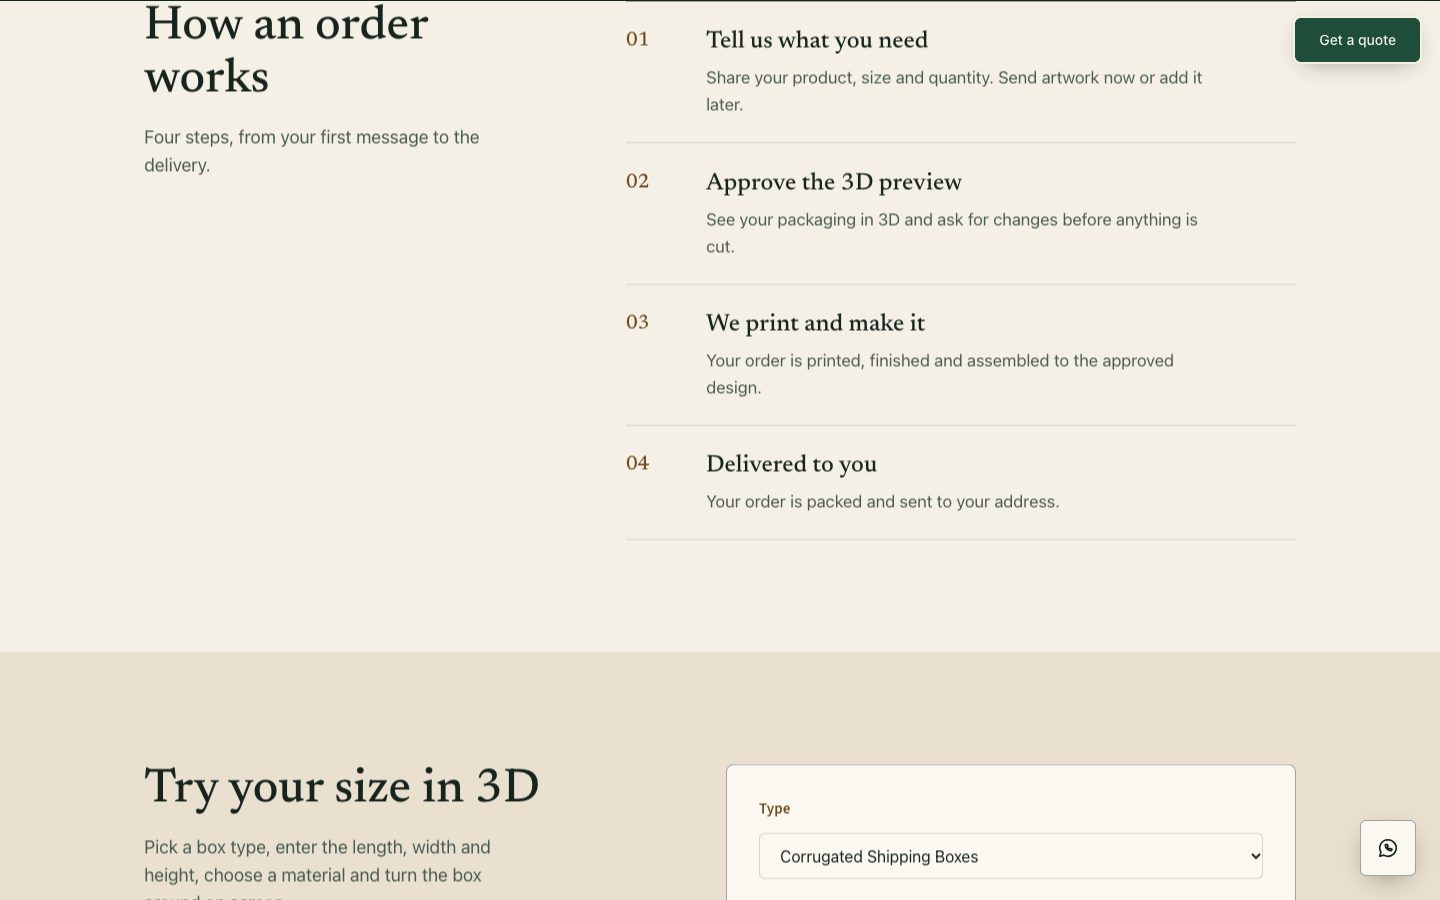 How an order
works
Four steps, from your first message to the
delivery.
01
Tell us what you need
Share your product, size and quantity. Send artwork now or add it
later.
02
Approve the 3D preview
See your packaging in 3D and ask for changes before anything is
cut.
03
We print and make it
Your order is printed, finished and assembled to the approved
design.
04
Delivered to you
Your order is packed and sent to your address.
Get a quote
Try your size in 3D
Pick a box type, enter the length, width and
height, choose a material and turn the box
Type
Corrugated Shipping Boxes